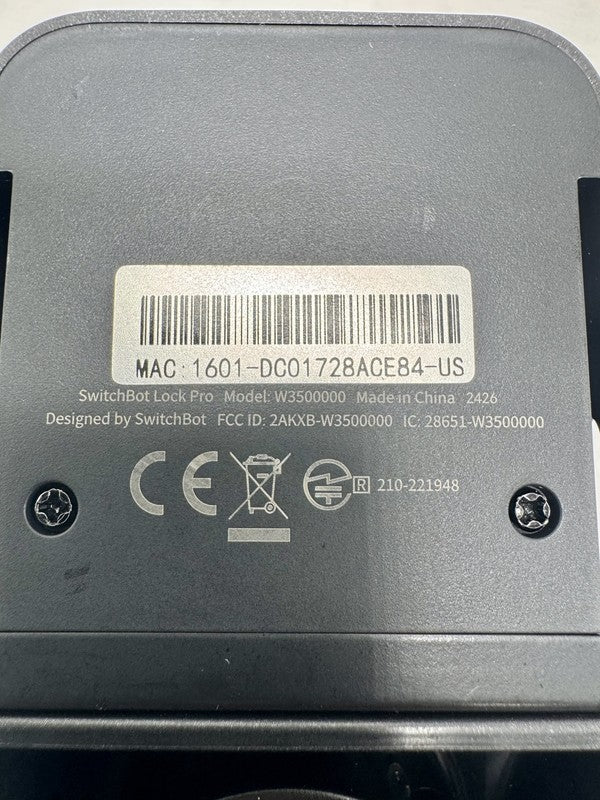 MAC:1601-DC01728ACE84-US
SwitchBot Lock Pro Model: W3500000 Made in China 2426
Designed by SwitchBot FCC ID: 2AKXB-W3500000 IC: 28651-W3500000
CE R 210-221948